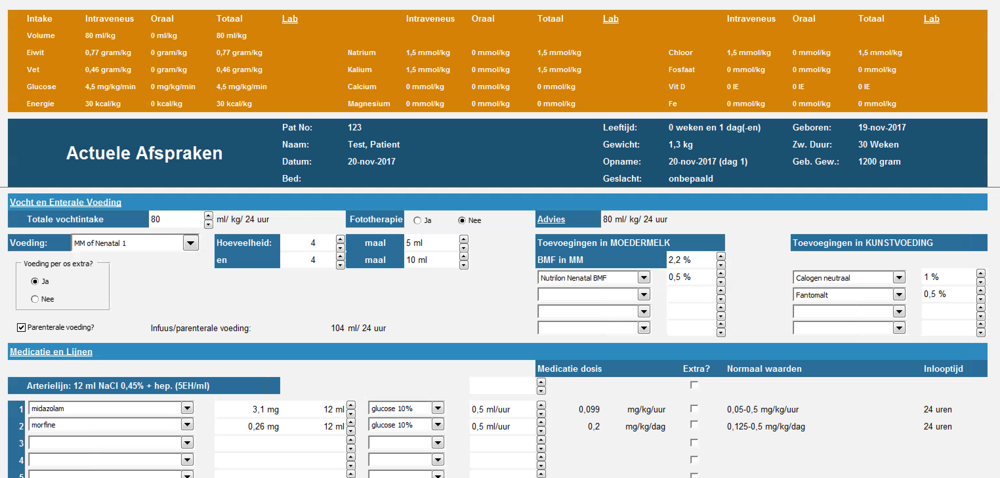 Intake Intraveneus Oraal Totaal Lab Intraveneus Oraal Totaal Lab Intraveneus Oraal Totaal Lab
Volume 80 ml/kg 0 ml/kg 80 ml/kg
Eiwit 0,77 gram/kg 0 gram/kg 0,77 gram/kg Natrium 1,5 mmol/kg 0 mmol/kg 1,5 mmol/kg Chloor 1,5 mmol/kg 0 mmol/kg 1,5 mmol/kg
Vet 0,46 gram/kg 0 gram/kg 0,46 gram/kg Kalium 1,5 mmol/kg 0 mmol/kg 1,5 mmol/kg Fosfaat 0 mmol/kg 0 mmol/kg 0 mmol/kg
Glucose 4,5 mg/kg/min 0 mg/kg/min 4,5 mg/kg/min Calcium 0 mmol/kg 0 mmol/kg 0 mmol/kg Vit D 0 IE 0 IE 0 IE
Energie 30 kcal/kg 0 kcal/kg 30 kcal/kg Magnesium 0 mmol/kg 0 mmol/kg 0 mmol/kg Fe 0 mmol/kg 0 mmol/kg 0 mmol/kg
Actuele Afspraken
Pat No: 123 Leeftijd: 0 weken en 1 dag(-en) Geboren: 19-nov-2017
Naam: Test, Patient Gewicht: 1,3 kg Zw. Duur: 30 Weken
Datum: 20-nov-2017 Opname: 20-nov-2017 (dag 1) Geb. Gew.: 1200 gram
Bed: Geslacht: onbepaald
Vocht en Enterale Voeding
Totale vochtintake 80 ml/ kg/ 24 uur Fototherapie Ja Nee Advies 80 ml/ kg/ 24 uur
Voeding: MM of Nenatal 1 Hoeveelheid: 4 maal 5 ml Toevoegingen in MOEDERMELK Toevoegingen in KUNSTVOEDING
en 4 maal 10 ml BMF in MM 2,2 %
Voeding per os extra?
Nutrilon Nenatal BMF 0,5 % Calogen neutraal 1 %
Ja
Fantomalt 0,5 %
Nee
Parenterale voeding? Infuus/parenterale voeding: 104 ml/ 24 uur
Medicatie en Lijnen
Medicatie dosis Extra? Normaal waarden Inlooptijd
Arterielijn: 12 ml NaCl 0,45% + hep. (5EH/ml)
1 midazolam 3,1 mg 12 ml glucose 10% 0,5 ml/uur 0,099 mg/kg/uur 0,05-0,5 mg/kg/uur 24 uren
2 morfine 0,26 mg 12 ml glucose 10% 0,5 ml/uur 0,2 mg/kg/dag 0,125-0,5 mg/kg/dag 24 uren
3
4
5